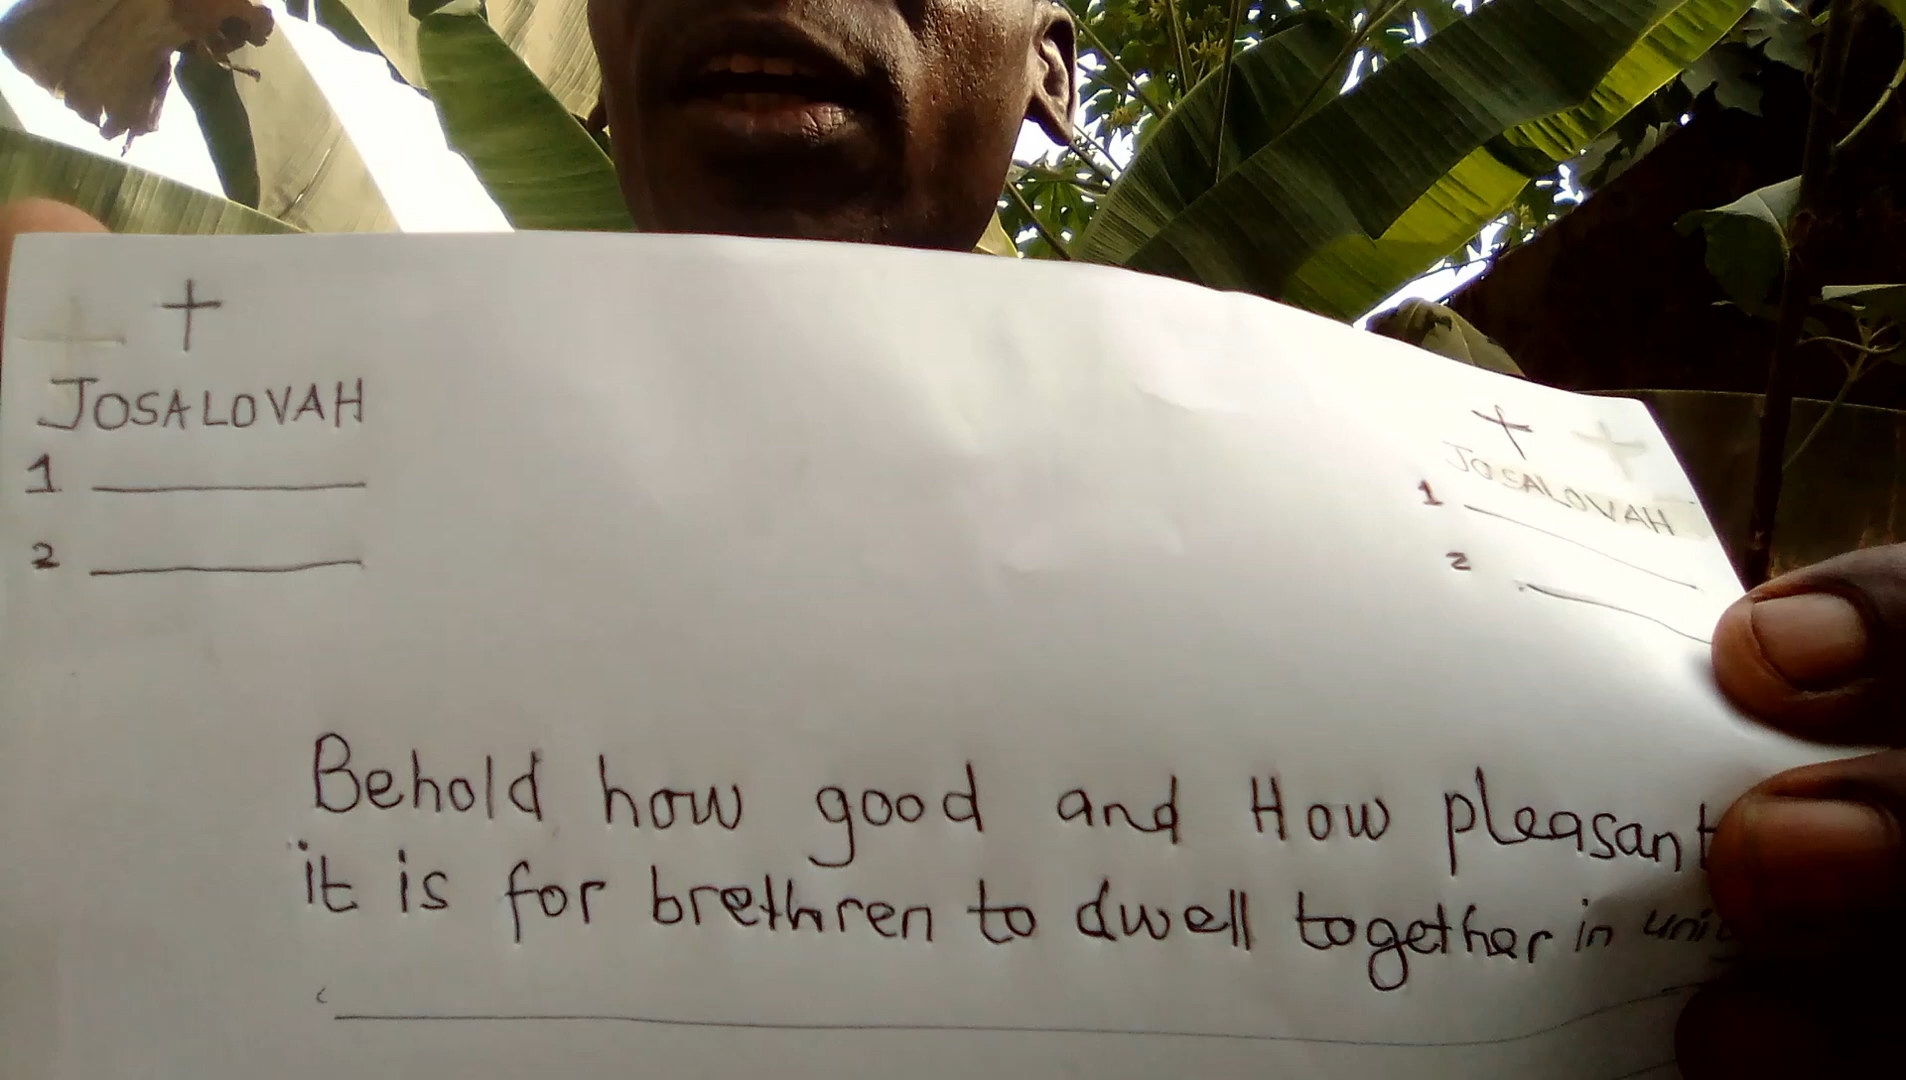 JOSALOVAH
1
2
JOSALOVAH
1
2
Behold how good and How pleasant
it is for brethren to dwell together in